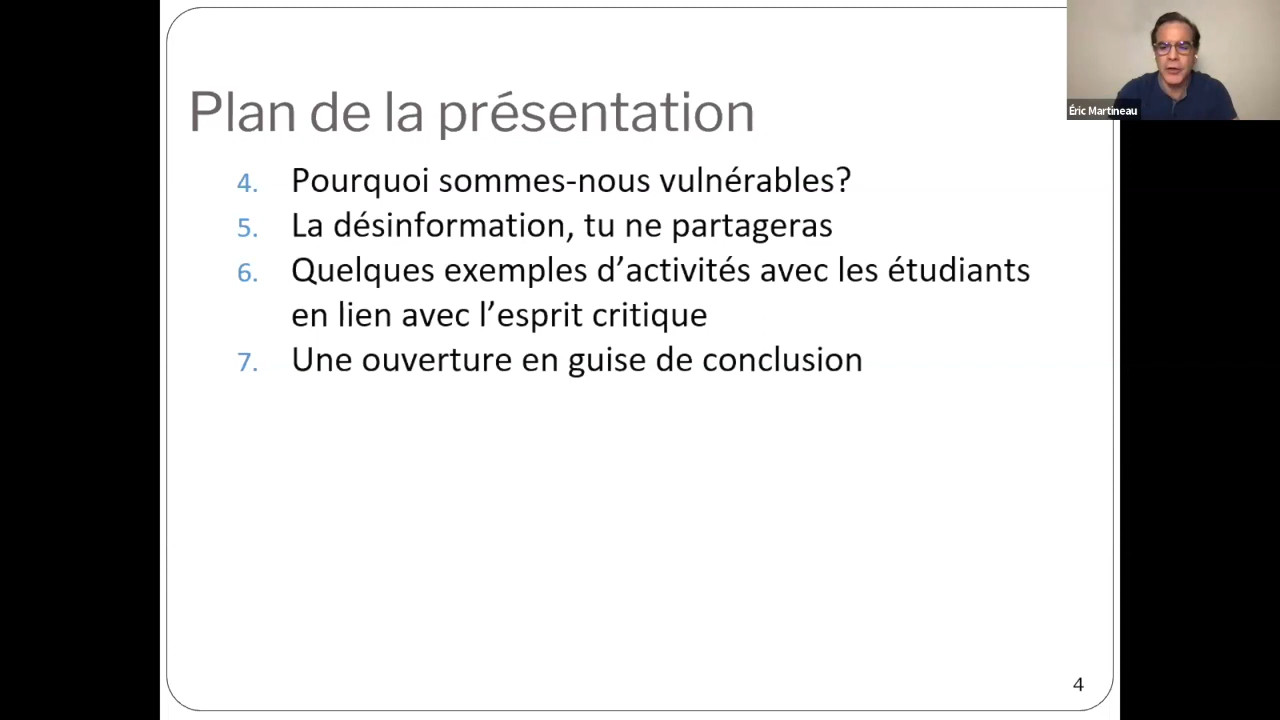 Éric Martineau
Plan de la présentation
4. Pourquoi sommes-nous vulnérables?
5. La désinformation, tu ne partageras
6. Quelques exemples d’activités avec les étudiants
en lien avec l’esprit critique
7. Une ouverture en guise de conclusion
4